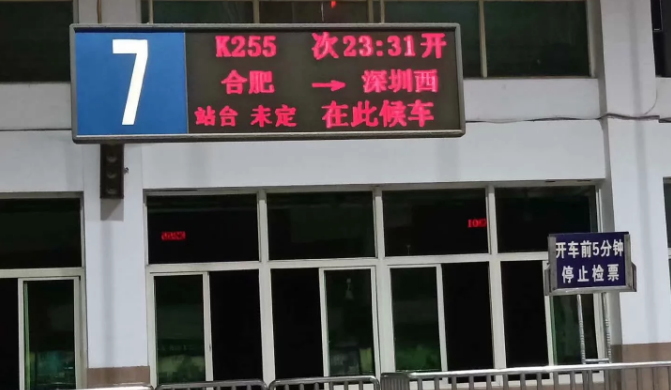 7
K255 次23:31开
合肥 → 深圳西
站台 未定 在此候车
开车前5分钟
停止检票